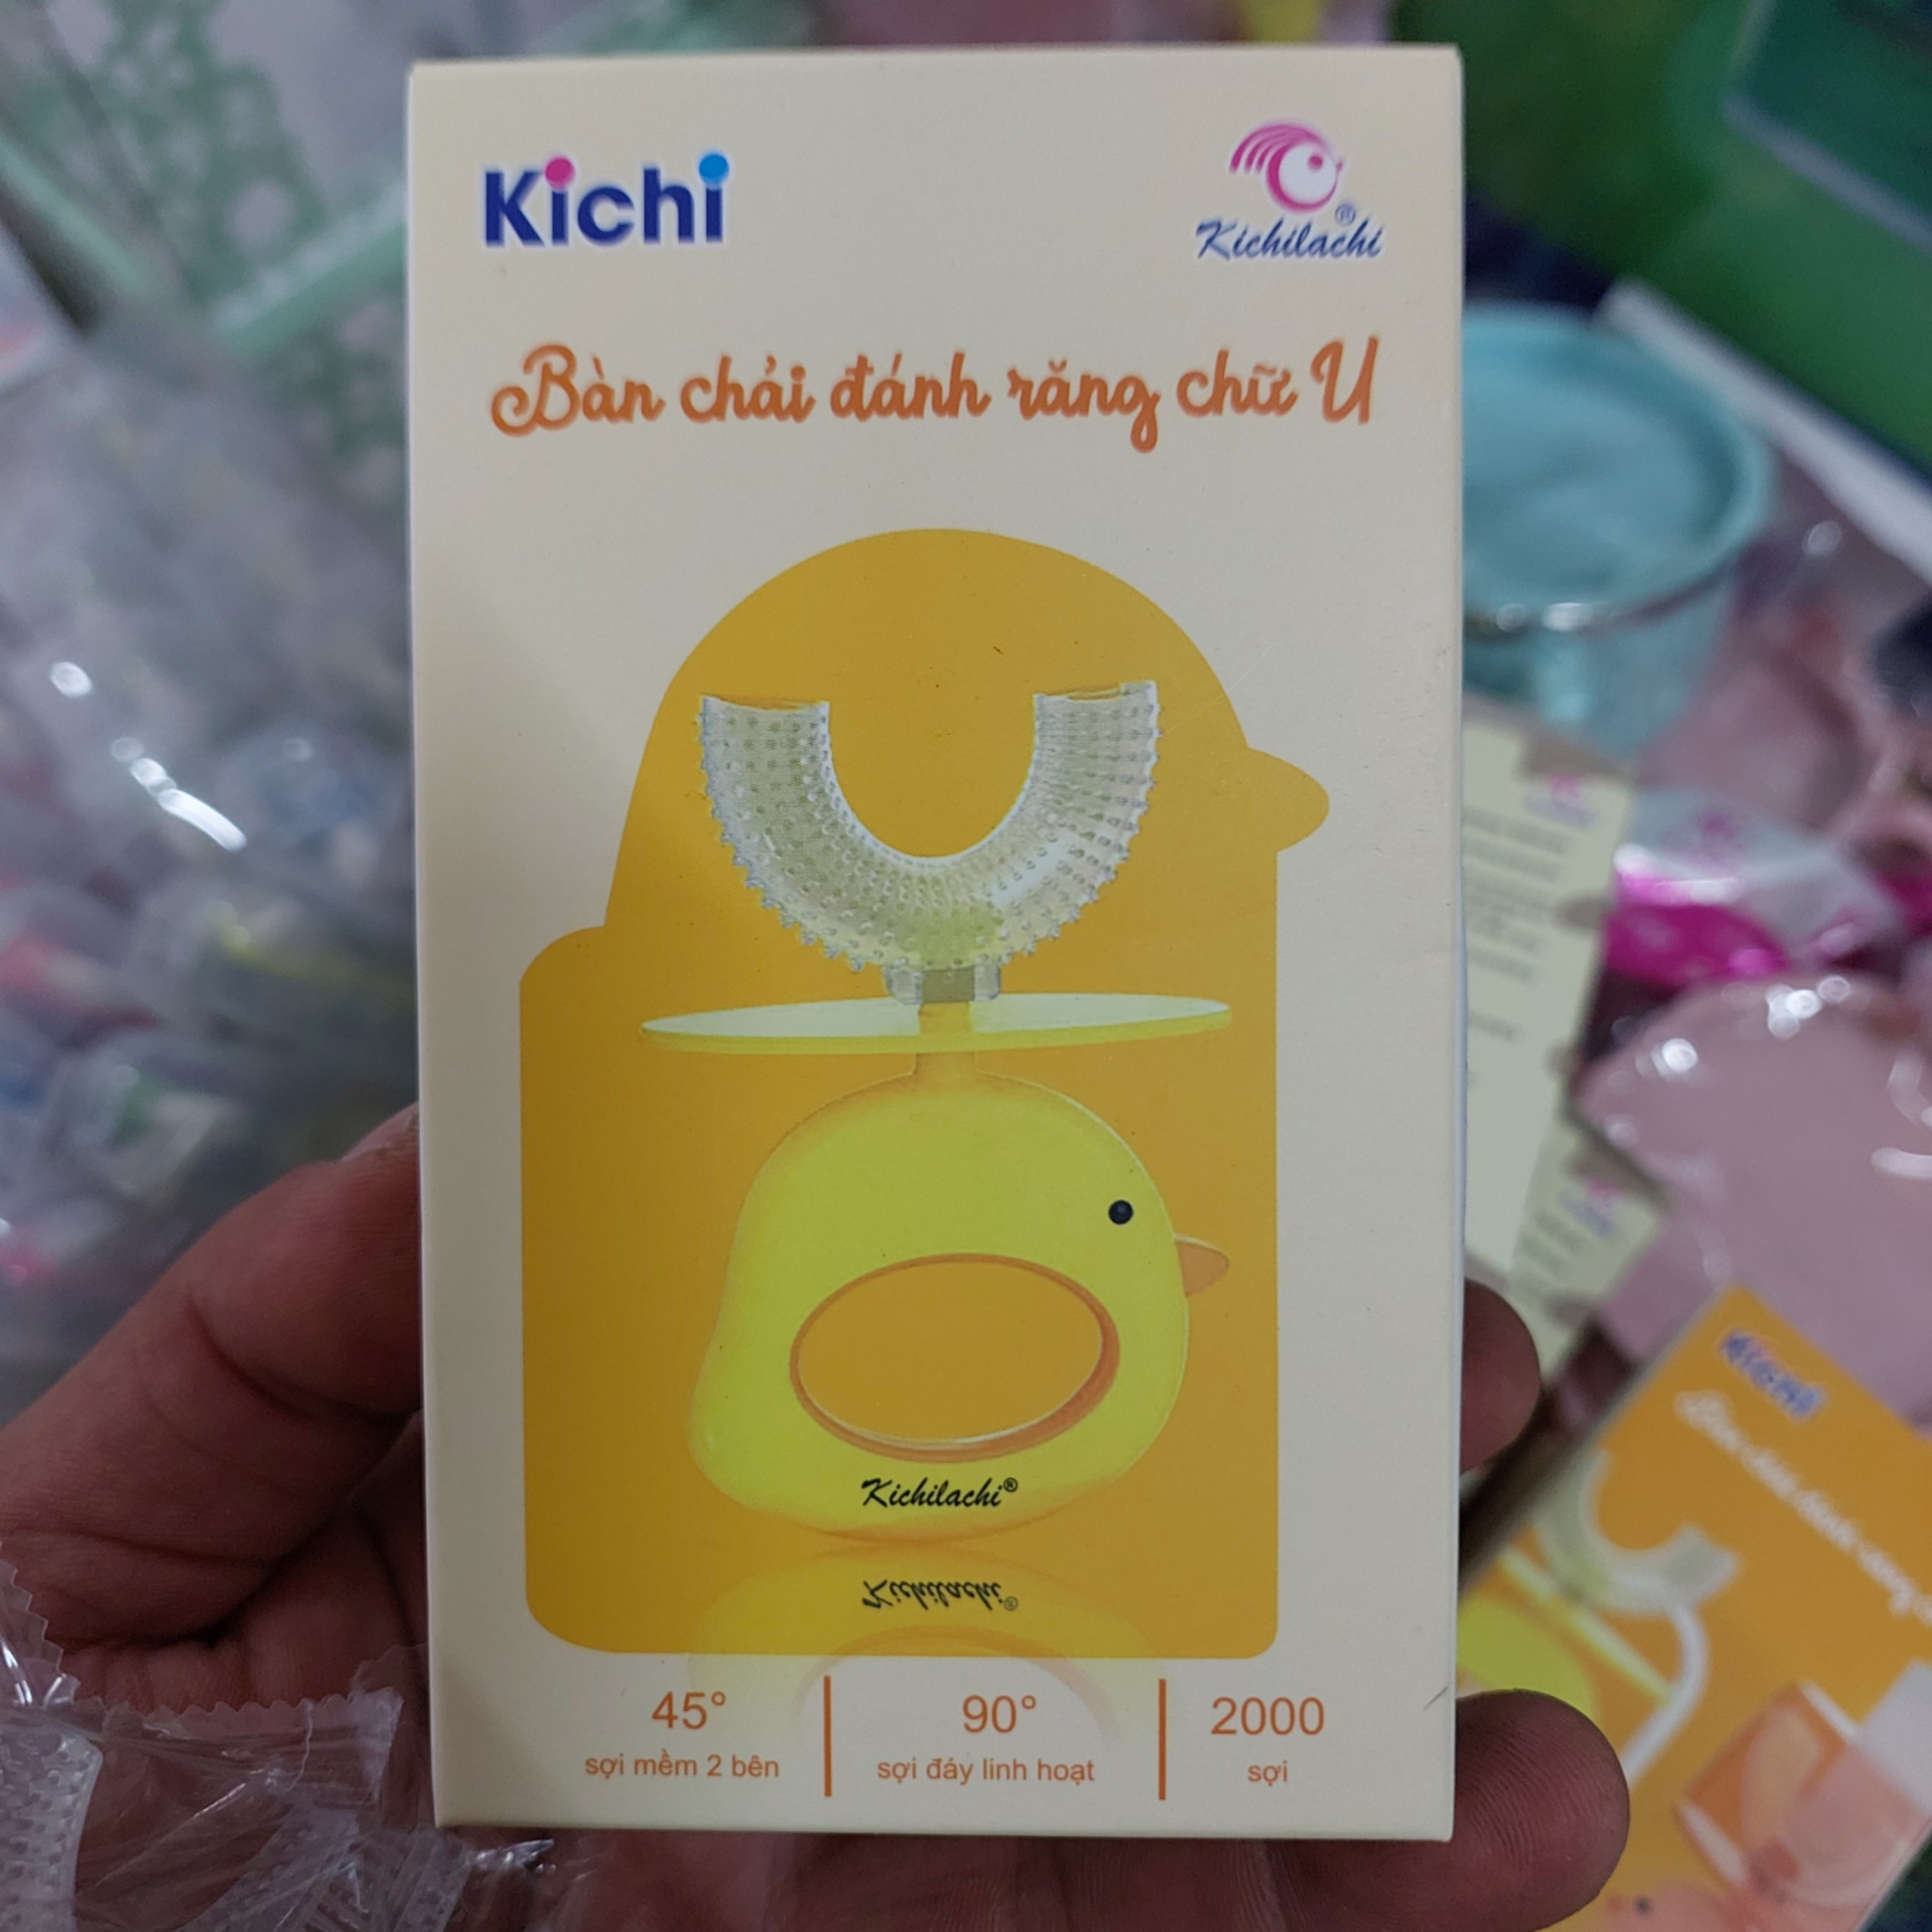 Kichi
Kichilachi®
Bàn chải đánh răng chữ U
Kichilachi®
Kichilachi®
45°
sợi mềm 2 bên
90°
sợi đáy linh hoạt
2000
sợi
Kichi